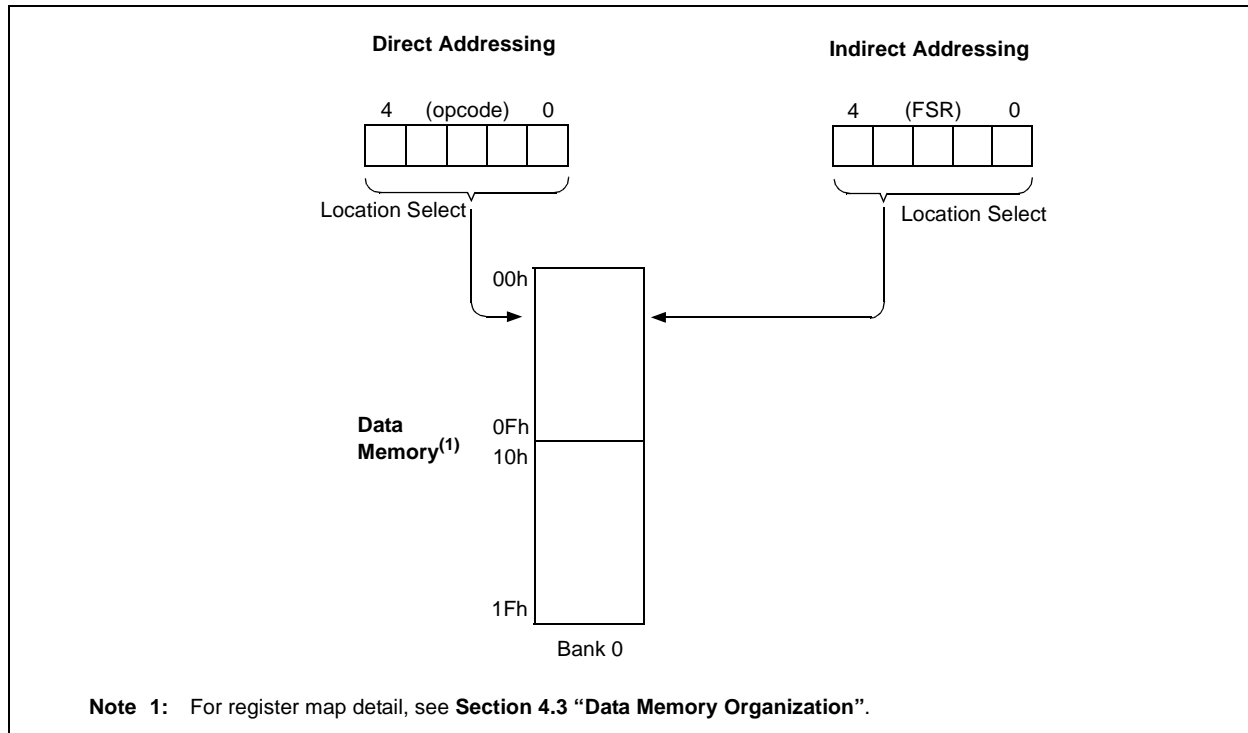 Direct Addressing
Indirect Addressing
4 (opcode) 0
4 (FSR) 0
Location Select
Location Select
00h
Data
Memory(1)
0Fh
10h
1Fh
Bank 0
Note 1: For register map detail, see Section 4.3 “Data Memory Organization”.